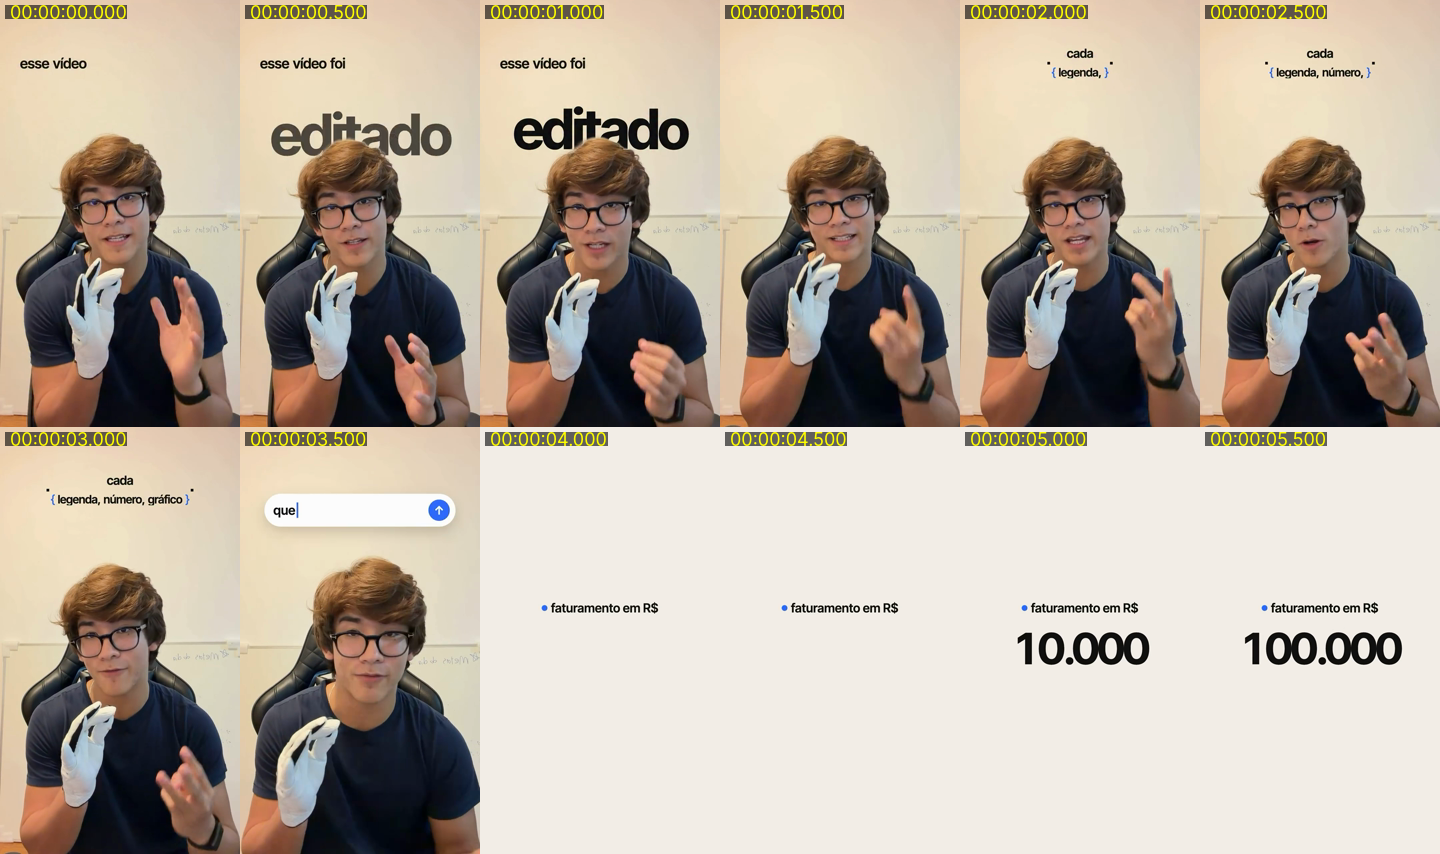 00:00:00.000
esse vídeo
00:00:00.500
esse vídeo foi
editado
00:00:01.000
esse vídeo foi
editado
00:00:01.500
00:00:02.000
cada
{ legenda, }
00:00:02.500
cada
{ legenda, número, }
00:00:03.000
cada
{ legenda, número, gráfico }
00:00:03.500
que
00:00:04.000
faturamento em R$
00:00:04.500
faturamento em R$
00:00:05.000
faturamento em R$
10.000
00:00:05.500
faturamento em R$
100.000